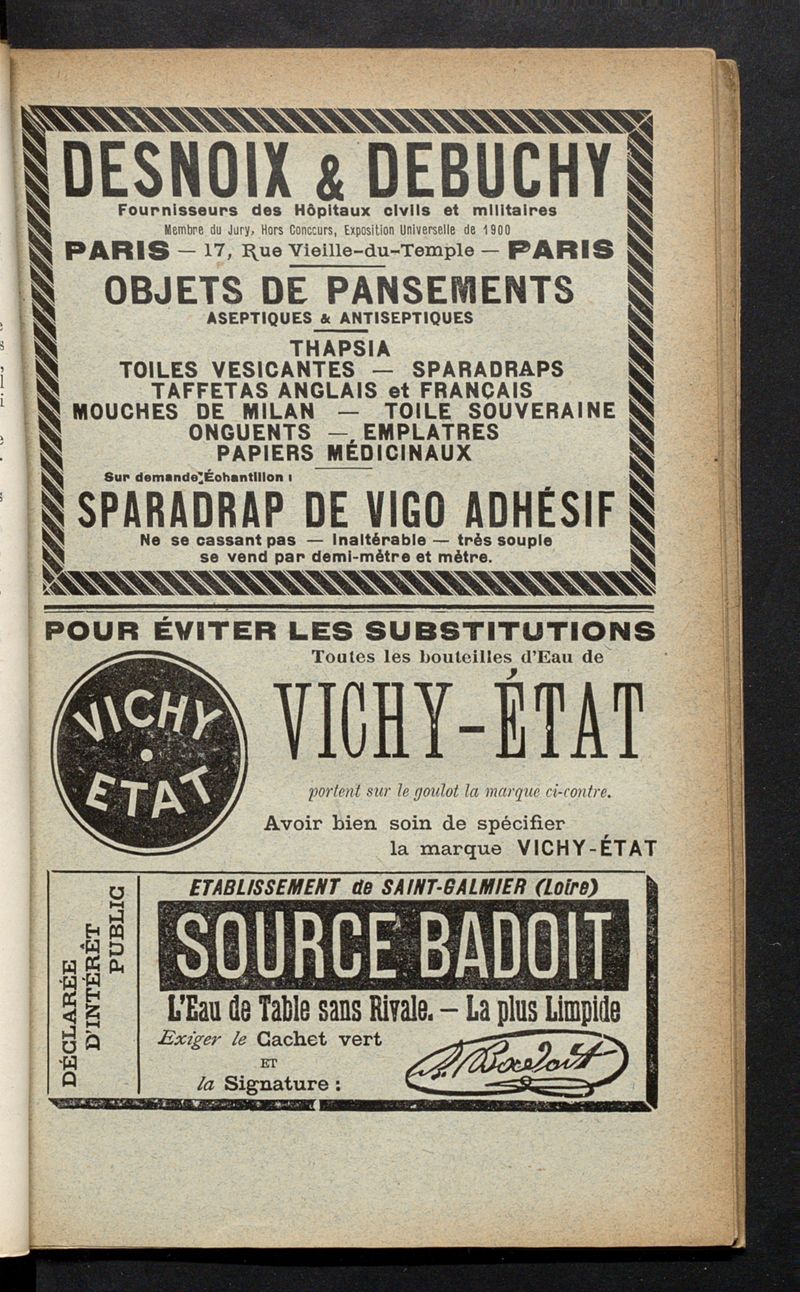 DESNOIX & DEBUCHY
Fournisseurs des Hôpitaux civils et militaires
Membre du Jury, Hors Concours, Exposition Universelle de 1900
PARIS — 17, Rue Vieille-du-Temple — PARIS
OBJETS DE PANSEMENTS
ASEPTIQUES & ANTISEPTIQUES
THAPSIA
TOILES VESICANTES — SPARADRAPS
TAFFETAS ANGLAIS et FRANÇAIS
MOUCHES DE MILAN — TOILE SOUVERAINE
ONGUENTS — EMPLATRES
PAPIERS MÉDICINAUX
Sur demande Échantillon :
SPARADRAP DE VIGO ADHÉSIF
Ne se cassant pas — Inaltérable — très souple
se vend par demi-mètre et mètre.
POUR ÉVITER LES SUBSTITUTIONS
Toutes les bouteilles d'Eau de
VICHY-ÉTAT
VICHY
ETAT
portent sur le goulot la marque ci-contre.
Avoir bien soin de spécifier
la marque VICHY-ÉTAT
DÉCLARÉE
D'INTÉRÊT
PUBLIC
ETABLISSEMENT de SAINT-GALMIER (Loire)
SOURCE BADOIT
L'Eau de Table sans Rivale. — La plus Limpide
Exiger le Cachet vert
ET
la Signature :
A. Badoit